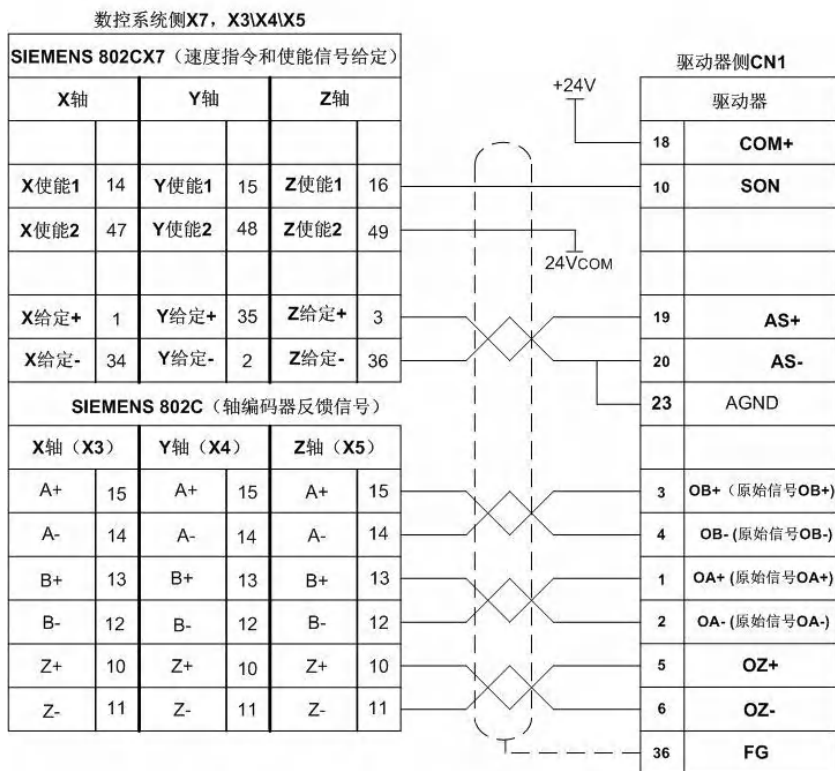 数控系统侧X7，X3\X4\X5
SIEMENS 802CX7（速度指令和使能信号给定）
X轴 Y轴 Z轴
X使能1 14 Y使能1 15 Z使能1 16
X使能2 47 Y使能2 48 Z使能2 49
X给定+ 1 Y给定+ 35 Z给定+ 3
X给定- 34 Y给定- 2 Z给定- 36
SIEMENS 802C（轴编码器反馈信号）
X轴（X3） Y轴（X4） Z轴（X5）
A+ 15 A+ 15 A+ 15
A- 14 A- 14 A- 14
B+ 13 B+ 13 B+ 13
B- 12 B- 12 B- 12
Z+ 10 Z+ 10 Z+ 10
Z- 11 Z- 11 Z- 11
+24V
24VCOM
驱动器侧CN1
驱动器
18 COM+
10 SON
19 AS+
20 AS-
23 AGND
3 OB+（原始信号OB+)
4 OB- (原始信号OB-)
1 OA+ (原始信号OA+)
2 OA- (原始信号OA-)
5 OZ+
6 OZ-
36 FG